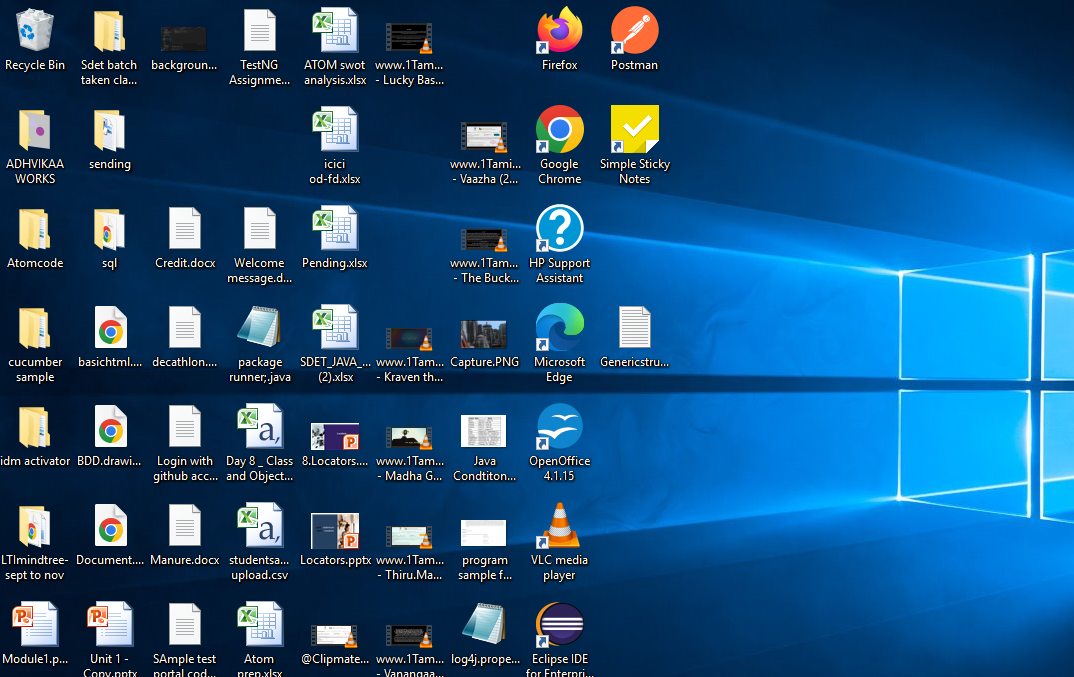 Recycle Bin
Sdet batch
taken cla...
backgroun...
TestNG
Assignme...
ATOM swot
analysis.xlsx
www.1Tam...
- Lucky Bas...
Firefox
Postman
ADHVIKAA
WORKS
sending
icici
od-fd.xlsx
www.1Tami...
- Vaazha (2...
Google
Chrome
Simple Sticky
Notes
Atomcode
sql
Credit.docx
Welcome
message.d...
Pending.xlsx
www.1Tam...
- The Buck...
HP Support
Assistant
cucumber
sample
basichtml....
decathlon....
package
runner;.java
SDET_JAVA_...
(2).xlsx
www.1Tam...
- Kraven th...
Capture.PNG
Microsoft
Edge
Genericstru...
idm activator
BDD.drawi...
Login with
github acc...
Day 8 _ Class
and Object...
8.Locators....
www.1Tam...
- Madha G...
Java
Condtiton...
OpenOffice
4.1.15
LTImindtree-
sept to nov
Document....
Manure.docx
studentsa...
upload.csv
Locators.pptx
www.1Tam...
- Thiru.Ma...
program
sample f...
VLC media
player
Module1.p...
Unit 1 -
Copy.pptx
SAmple test
portal cod...
Atom
prep.xlsx
@Clipmate...
www.1Tam...
- Vanangaa...
log4j.prope...
Eclipse IDE
for Enterpri...